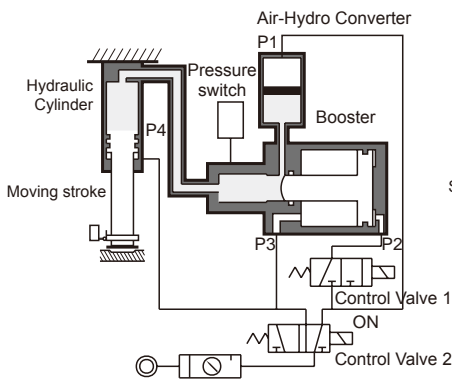 Air-Hydro Converter
P1
Hydraulic
Cylinder
Pressure
switch
Booster
P4
Moving stroke
S
P3
P2
Control Valve 1
ON
Control Valve 2